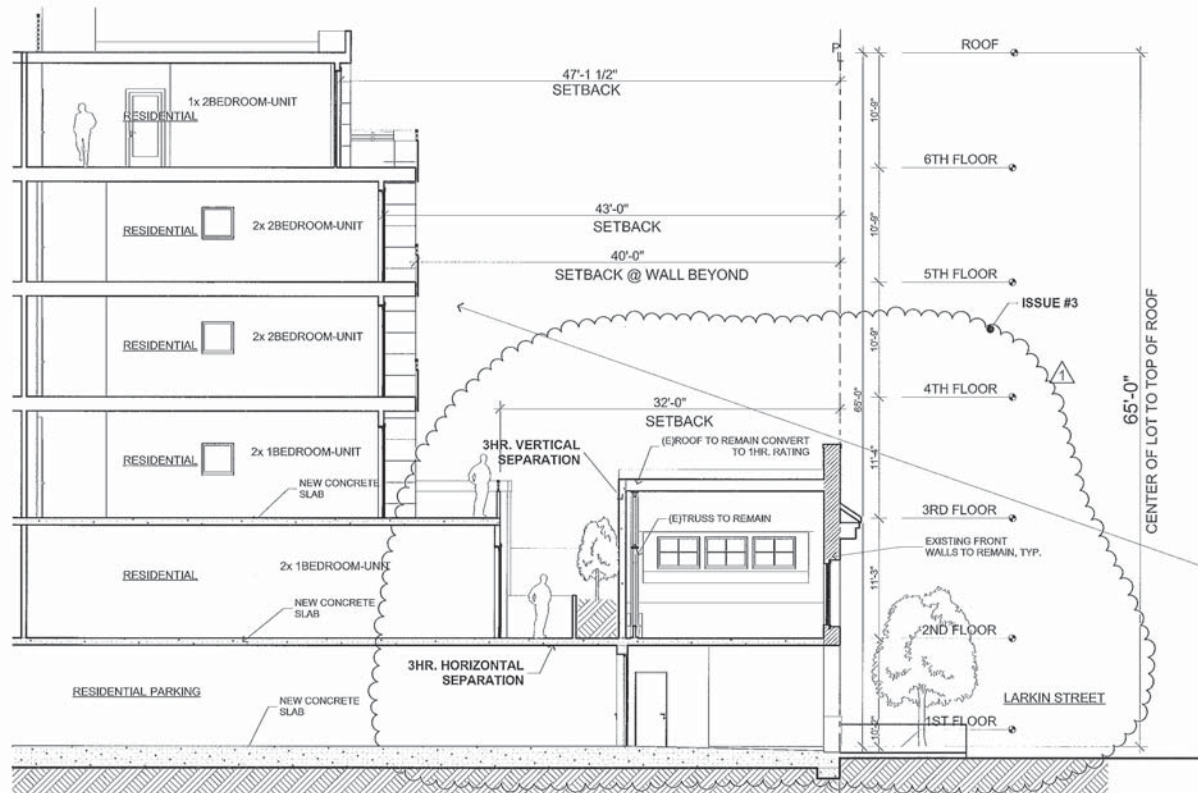 P
L
ROOF
47'-1 1/2"
SETBACK
1x 2BEDROOM-UNIT
RESIDENTIAL
10'-9"
6TH FLOOR
43'-0"
SETBACK
2x 2BEDROOM-UNIT
RESIDENTIAL
10'-9"
40'-0"
SETBACK @ WALL BEYOND
5TH FLOOR
ISSUE #3
2x 2BEDROOM-UNIT
RESIDENTIAL
10'-9"
1
4TH FLOOR
32'-0"
SETBACK
65'-0"
65'-0"
CENTER OF LOT TO TOP OF ROOF
3HR. VERTICAL
SEPARATION
(E)ROOF TO REMAIN CONVERT
TO 1HR. RATING
2x 1BEDROOM-UNIT
RESIDENTIAL
11'-4"
NEW CONCRETE
SLAB
3RD FLOOR
(E)TRUSS TO REMAIN
EXISTING FRONT
WALLS TO REMAIN, TYP.
2x 1BEDROOM-UNIT
RESIDENTIAL
11'-3"
NEW CONCRETE
SLAB
2ND FLOOR
3HR. HORIZONTAL
SEPARATION
RESIDENTIAL PARKING
NEW CONCRETE
SLAB
LARKIN STREET
1ST FLOOR